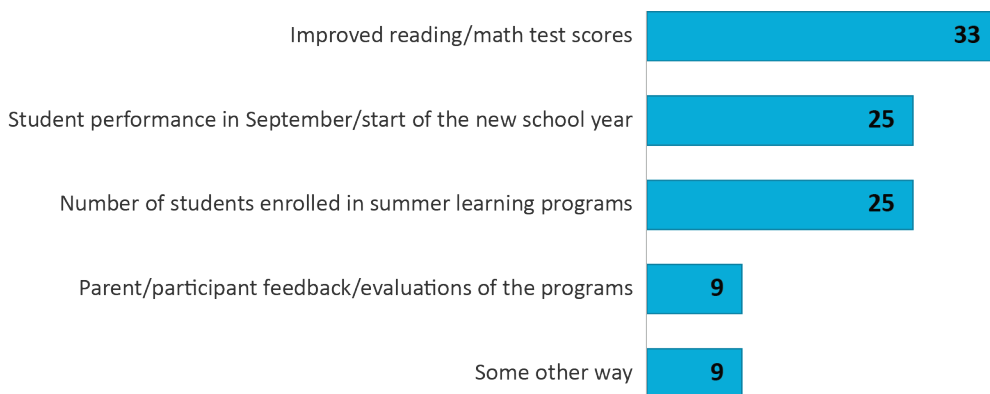 Improved reading/math test scores 33
Student performance in September/start of the new school year 25
Number of students enrolled in summer learning programs 25
Parent/participant feedback/evaluations of the programs 9
Some other way 9